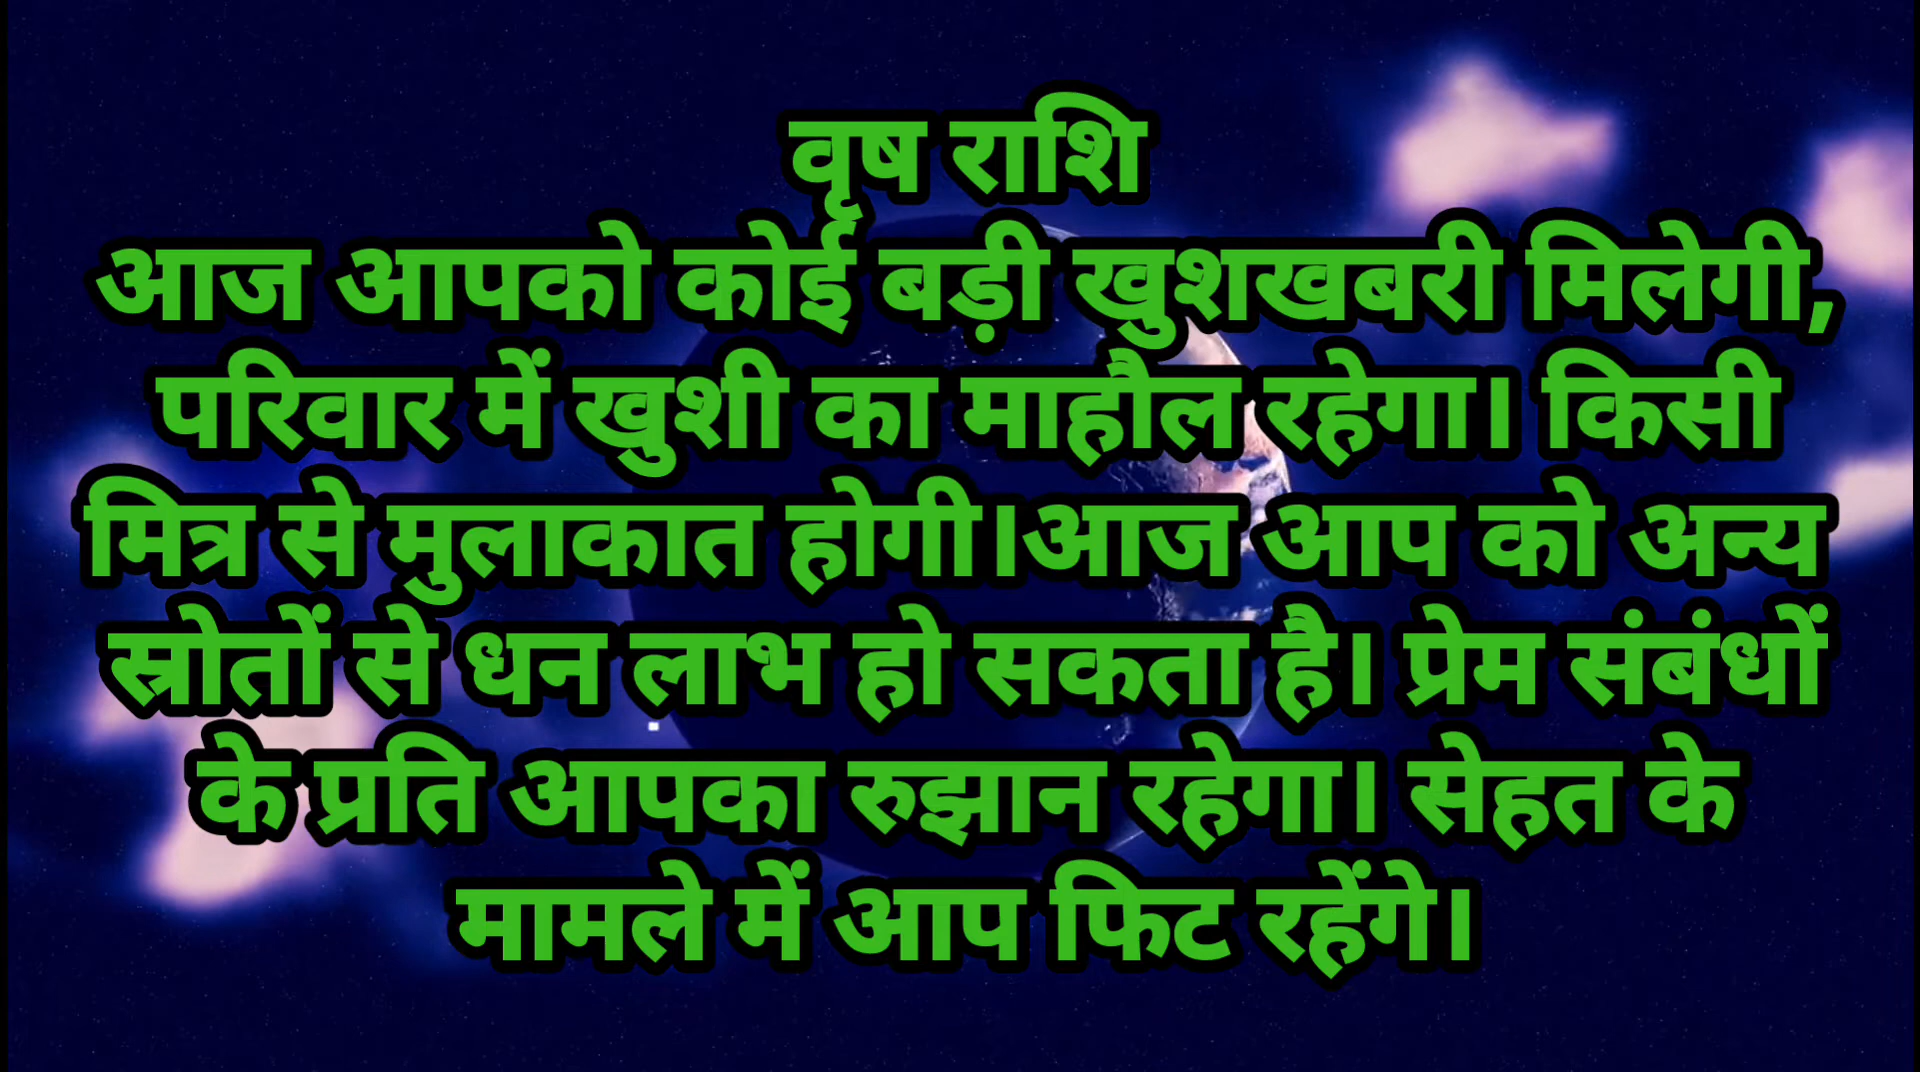 वृष राशि
आज आपको कोई बड़ी खुशखबरी मिलेगी,
परिवार में खुशी का माहौल रहेगा। किसी
मित्र से मुलाकात होगी।आज आप को अन्य
स्रोतों से धन लाभ हो सकता है। प्रेम संबंधों
के प्रति आपका रुझान रहेगा। सेहत के
मामले में आप फिट रहेंगे।